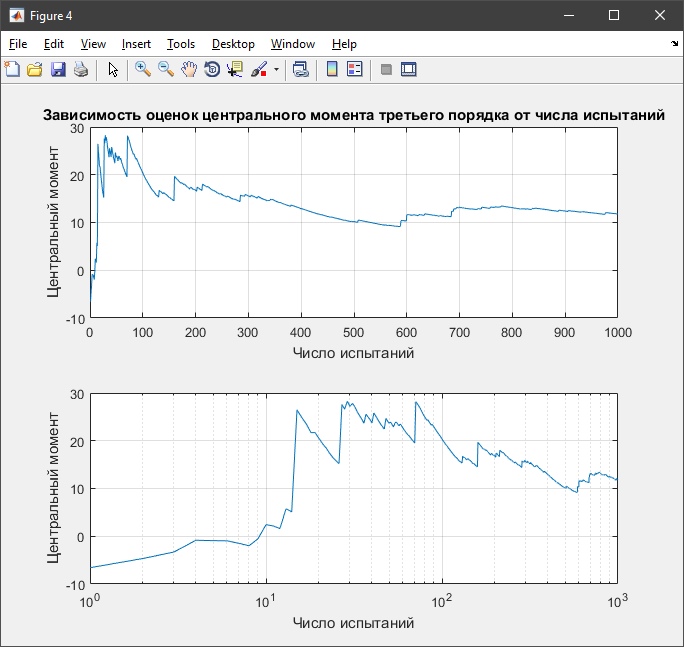 Figure 4
File Edit View Insert Tools Desktop Window Help
Зависимость оценок центрального момента третьего порядка от числа испытаний
Центральный момент
30
20
10
0
-10
0 100 200 300 400 500 600 700 800 900 1000
Число испытаний
Центральный момент
30
20
10
0
-10
10^0 10^1 10^2 10^3
Число испытаний